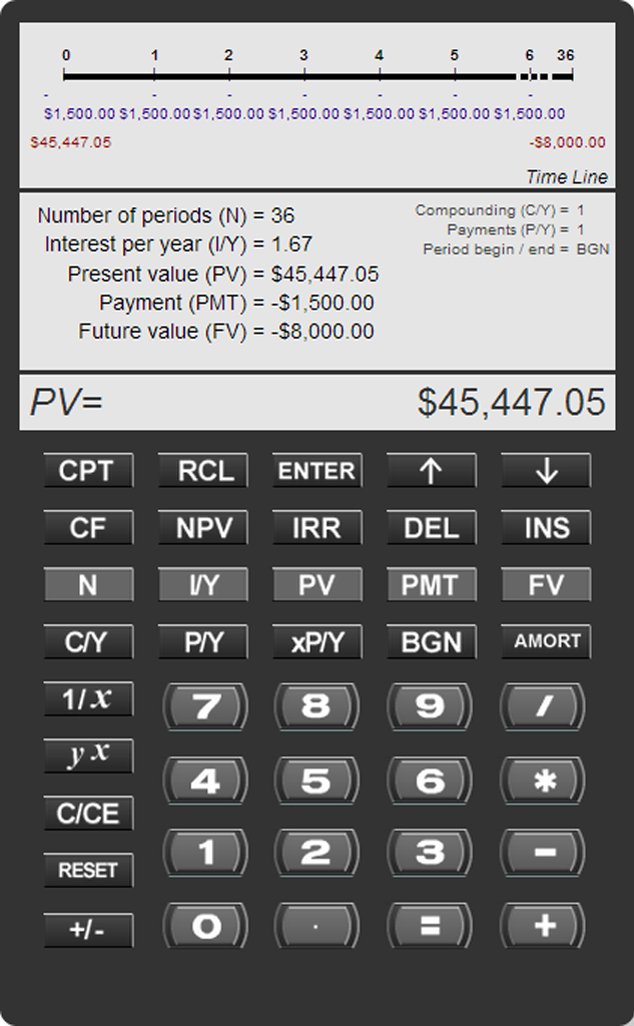 0 1 2 3 4 5 6 36
- - - - - - -
$1,500.00 $1,500.00 $1,500.00 $1,500.00 $1,500.00 $1,500.00 $1,500.00
$45,447.05 -$8,000.00
Time Line
Number of periods (N) = 36 Compounding (C/Y) = 1
Interest per year (I/Y) = 1.67 Payments (P/Y) = 1
Present value (PV) = $45,447.05 Period begin / end = BGN
Payment (PMT) = -$1,500.00
Future value (FV) = -$8,000.00
PV= $45,447.05
CPT RCL ENTER ↑ ↓
CF NPV IRR DEL INS
N I/Y PV PMT FV
C/Y P/Y xP/Y BGN AMORT
1/x 7 8 9 /
y x 4 5 6 *
C/CE 1 2 3 -
RESET
+/- 0 . = +